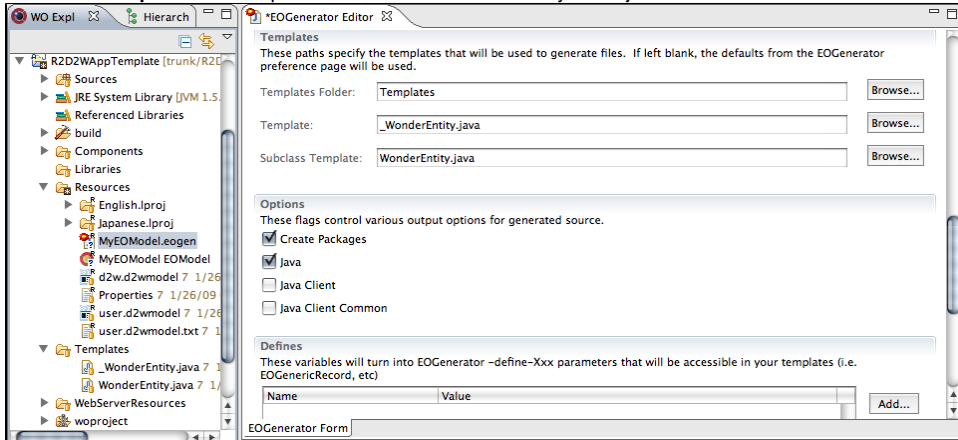 WO Expl
Hierarch
R2D2WAppTemplate [trunk/R2D
Sources
JRE System Library [JVM 1.5.
Referenced Libraries
build
Components
Libraries
Resources
English.lproj
Japanese.lproj
MyEOModel.eogen
MyEOModel EOModel
d2w.d2wmodel 7 1/26
Properties 7 1/26/09
user.d2wmodel 7 1/26
user.d2wmodel.txt 7 1
Templates
_WonderEntity.java 7 1
WonderEntity.java 7 1/
WebServerResources
woproject
*EOGenerator Editor
Templates
These paths specify the templates that will be used to generate files. If left blank, the defaults from the EOGenerator
preference page will be used.
Templates Folder: Templates Browse...
Template: _WonderEntity.java Browse...
Subclass Template: WonderEntity.java Browse...
Options
These flags control various output options for generated source.
Create Packages
Java
Java Client
Java Client Common
Defines
These variables will turn into EOGenerator -define-Xxx parameters that will be accessible in your templates (i.e.
EOGenericRecord, etc)
Name Value
Add...
EOGenerator Form